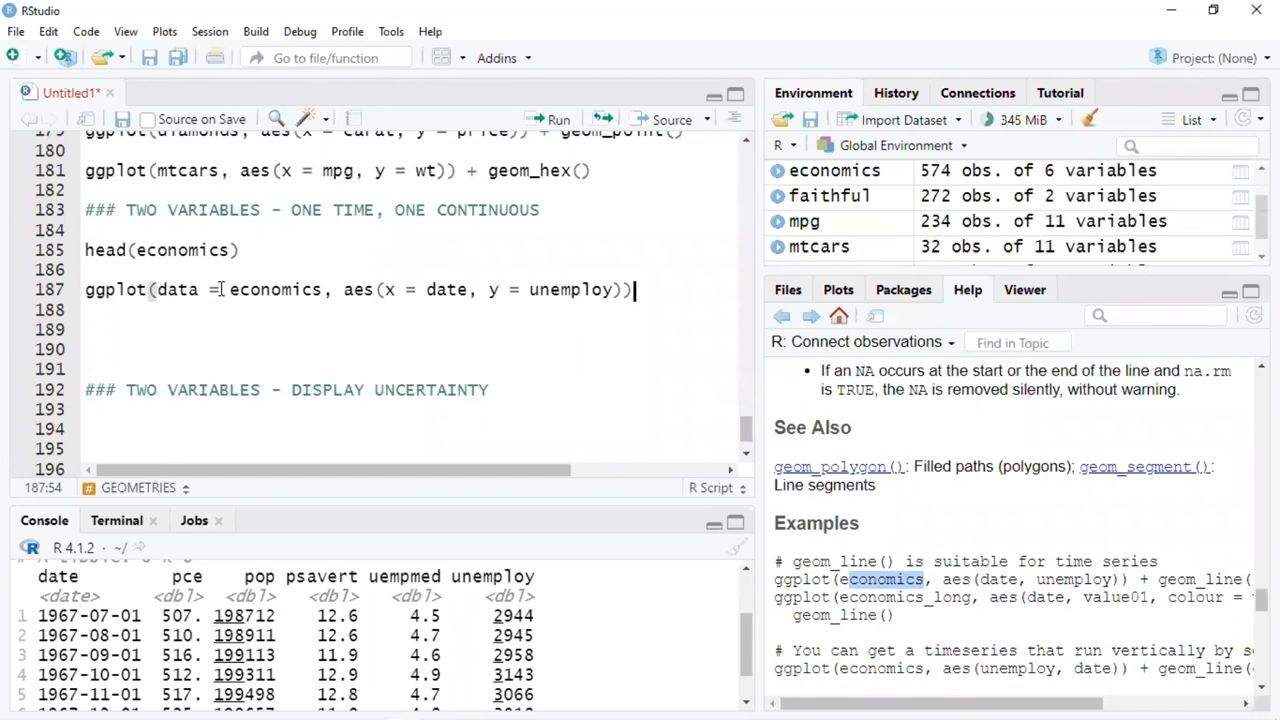 RStudio
File Edit Code View Plots Session Build Debug Profile Tools Help
Go to file/function Addins Project: (None)
Untitled1*
Source on Save Run Source
179 ggplot(diamonds, aes(x = carat, y = price)) + geom_point()
180
181 ggplot(mtcars, aes(x = mpg, y = wt)) + geom_hex()
182
183 ### TWO VARIABLES - ONE TIME, ONE CONTINUOUS
184
185 head(economics)
186
187 ggplot(data = economics, aes(x = date, y = unemploy))
188
189
190
191
192 ### TWO VARIABLES - DISPLAY UNCERTAINTY
193
194
195
196
187:54 # GEOMETRIES R Script
Console Terminal Jobs
R 4.1.2 · ~/
date pce pop psavert uempmed unemploy
<date> <dbl> <dbl> <dbl> <dbl> <dbl>
1 1967-07-01 507. 198712 12.6 4.5 2944
2 1967-08-01 510. 198911 12.6 4.7 2945
3 1967-09-01 516. 199113 11.9 4.6 2958
4 1967-10-01 512. 199311 12.9 4.9 3143
5 1967-11-01 517. 199498 12.8 4.7 3066
Environment History Connections Tutorial
Import Dataset 345 MiB List
R Global Environment
economics 574 obs. of 6 variables
faithful 272 obs. of 2 variables
mpg 234 obs. of 11 variables
mtcars 32 obs. of 11 variables
Files Plots Packages Help Viewer
R: Connect observations Find in Topic
• If an NA occurs at the start or the end of the line and na.rm
is TRUE, the NA is removed silently, without warning.
See Also
geom_polygon(): Filled paths (polygons); geom_segment():
Line segments
Examples
# geom_line() is suitable for time series
ggplot(economics, aes(date, unemploy)) + geom_line(
ggplot(economics_long, aes(date, value01, colour =
geom_line()
# You can get a timeseries that run vertically by s
ggplot(economics, aes(unemploy, date)) + geom_line(